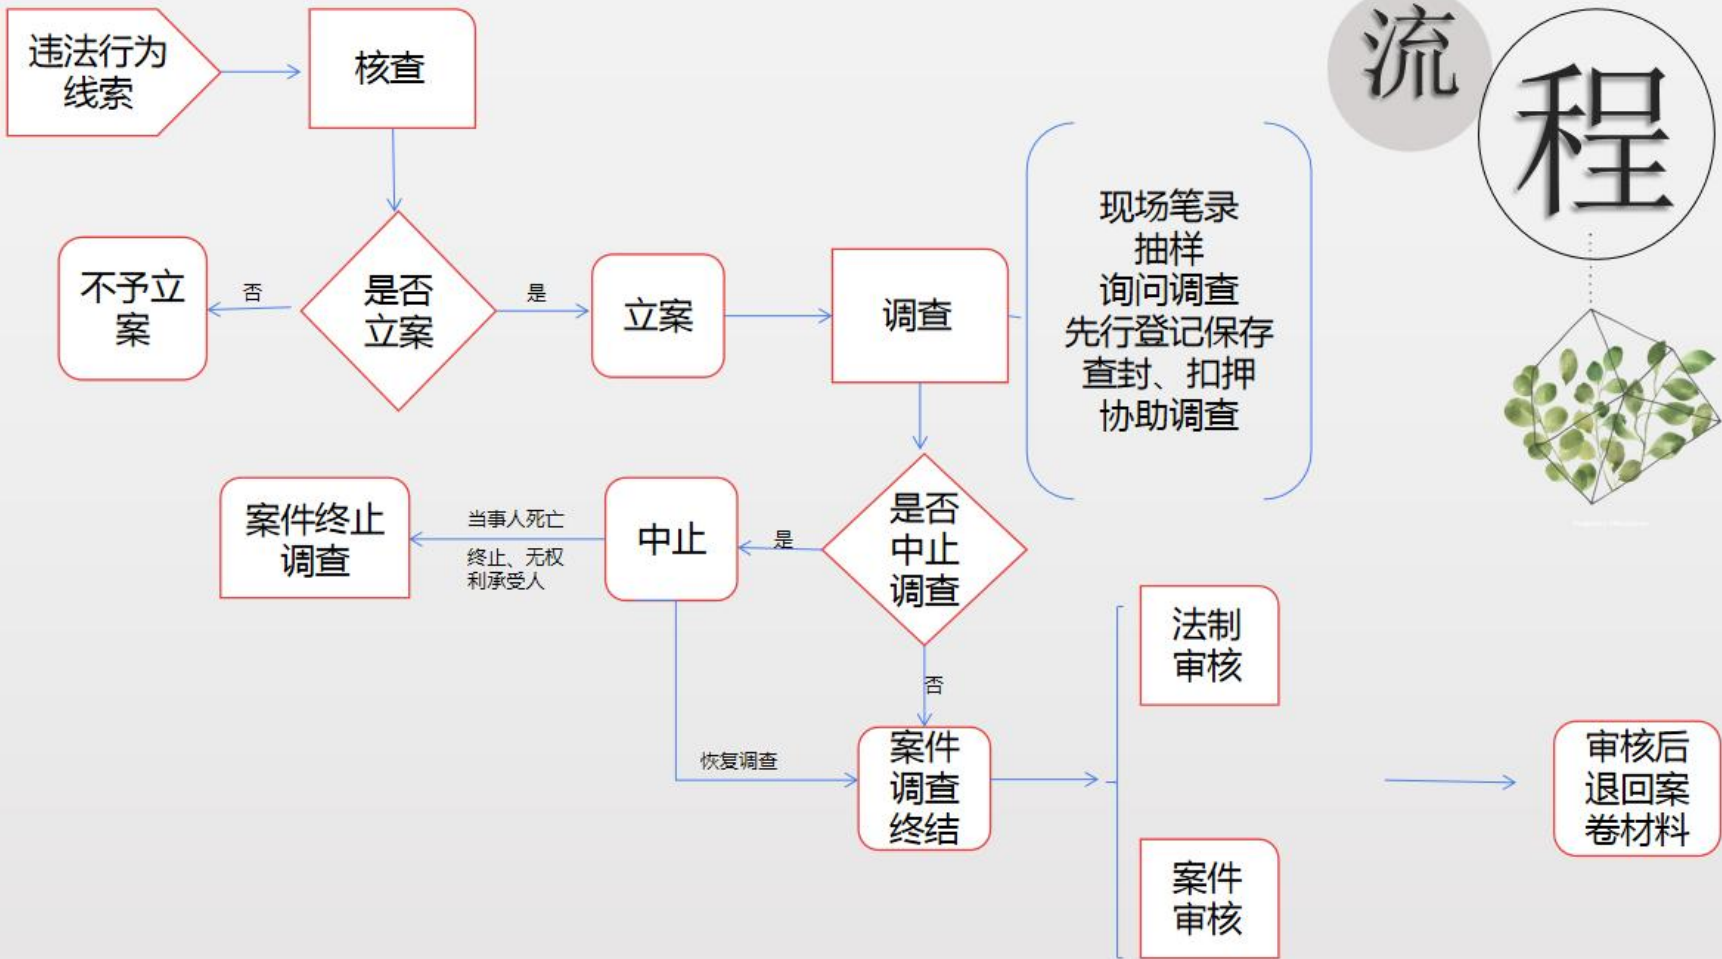 流
程
违法行为
线索
核查
不予立
案
否
是否
立案
是
立案
调查
现场笔录
抽样
询问调查
先行登记保存
查封、扣押
协助调查
案件终止
调查
当事人死亡
终止、无权
利承受人
中止
是
是否
中止
调查
否
恢复调查
案件
调查
终结
法制
审核
案件
审核
审核后
退回案
卷材料